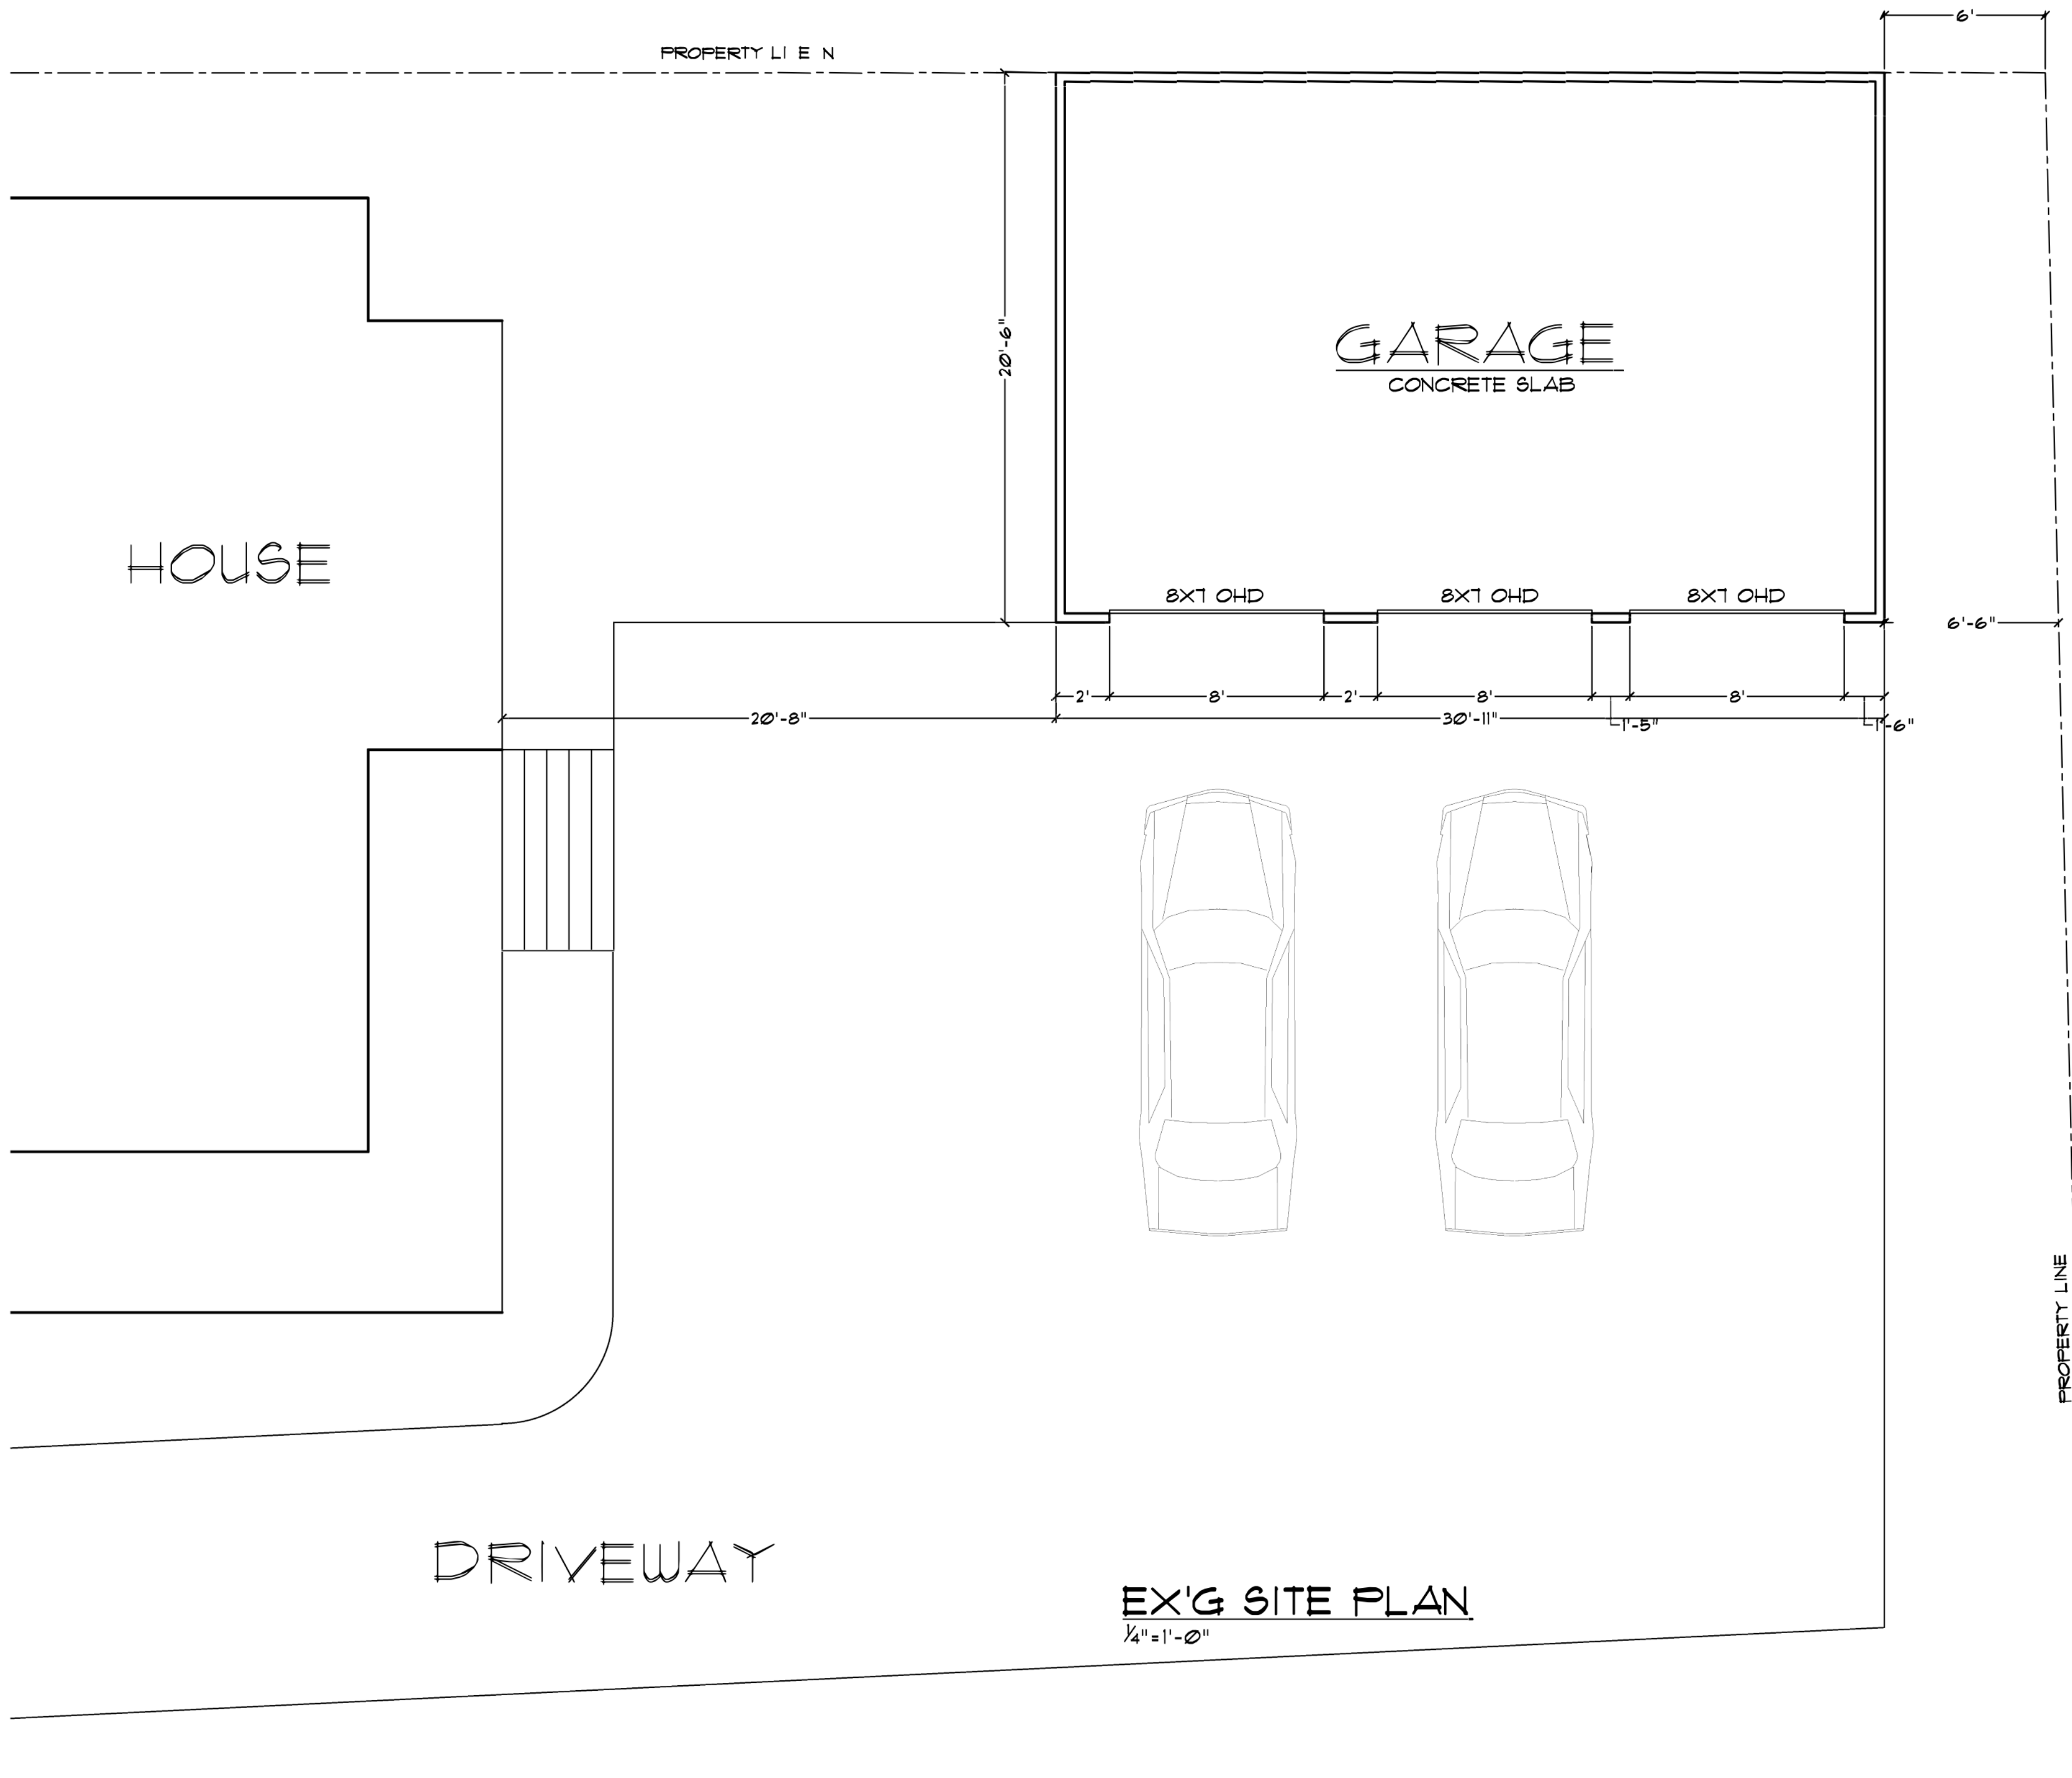 6'
PROPERTY LI E N
20'-6"
GARAGE
CONCRETE SLAB
HOUSE
8X7 OHD 8X7 OHD 8X7 OHD
6'-6"
2' 8' 2' 8' 8'
20'-8" 30'-11" 1'-5" 1'-6"
PROPERTY LINE
DRIVEWAY
EX'G SITE PLAN
1/4"=1'-0"